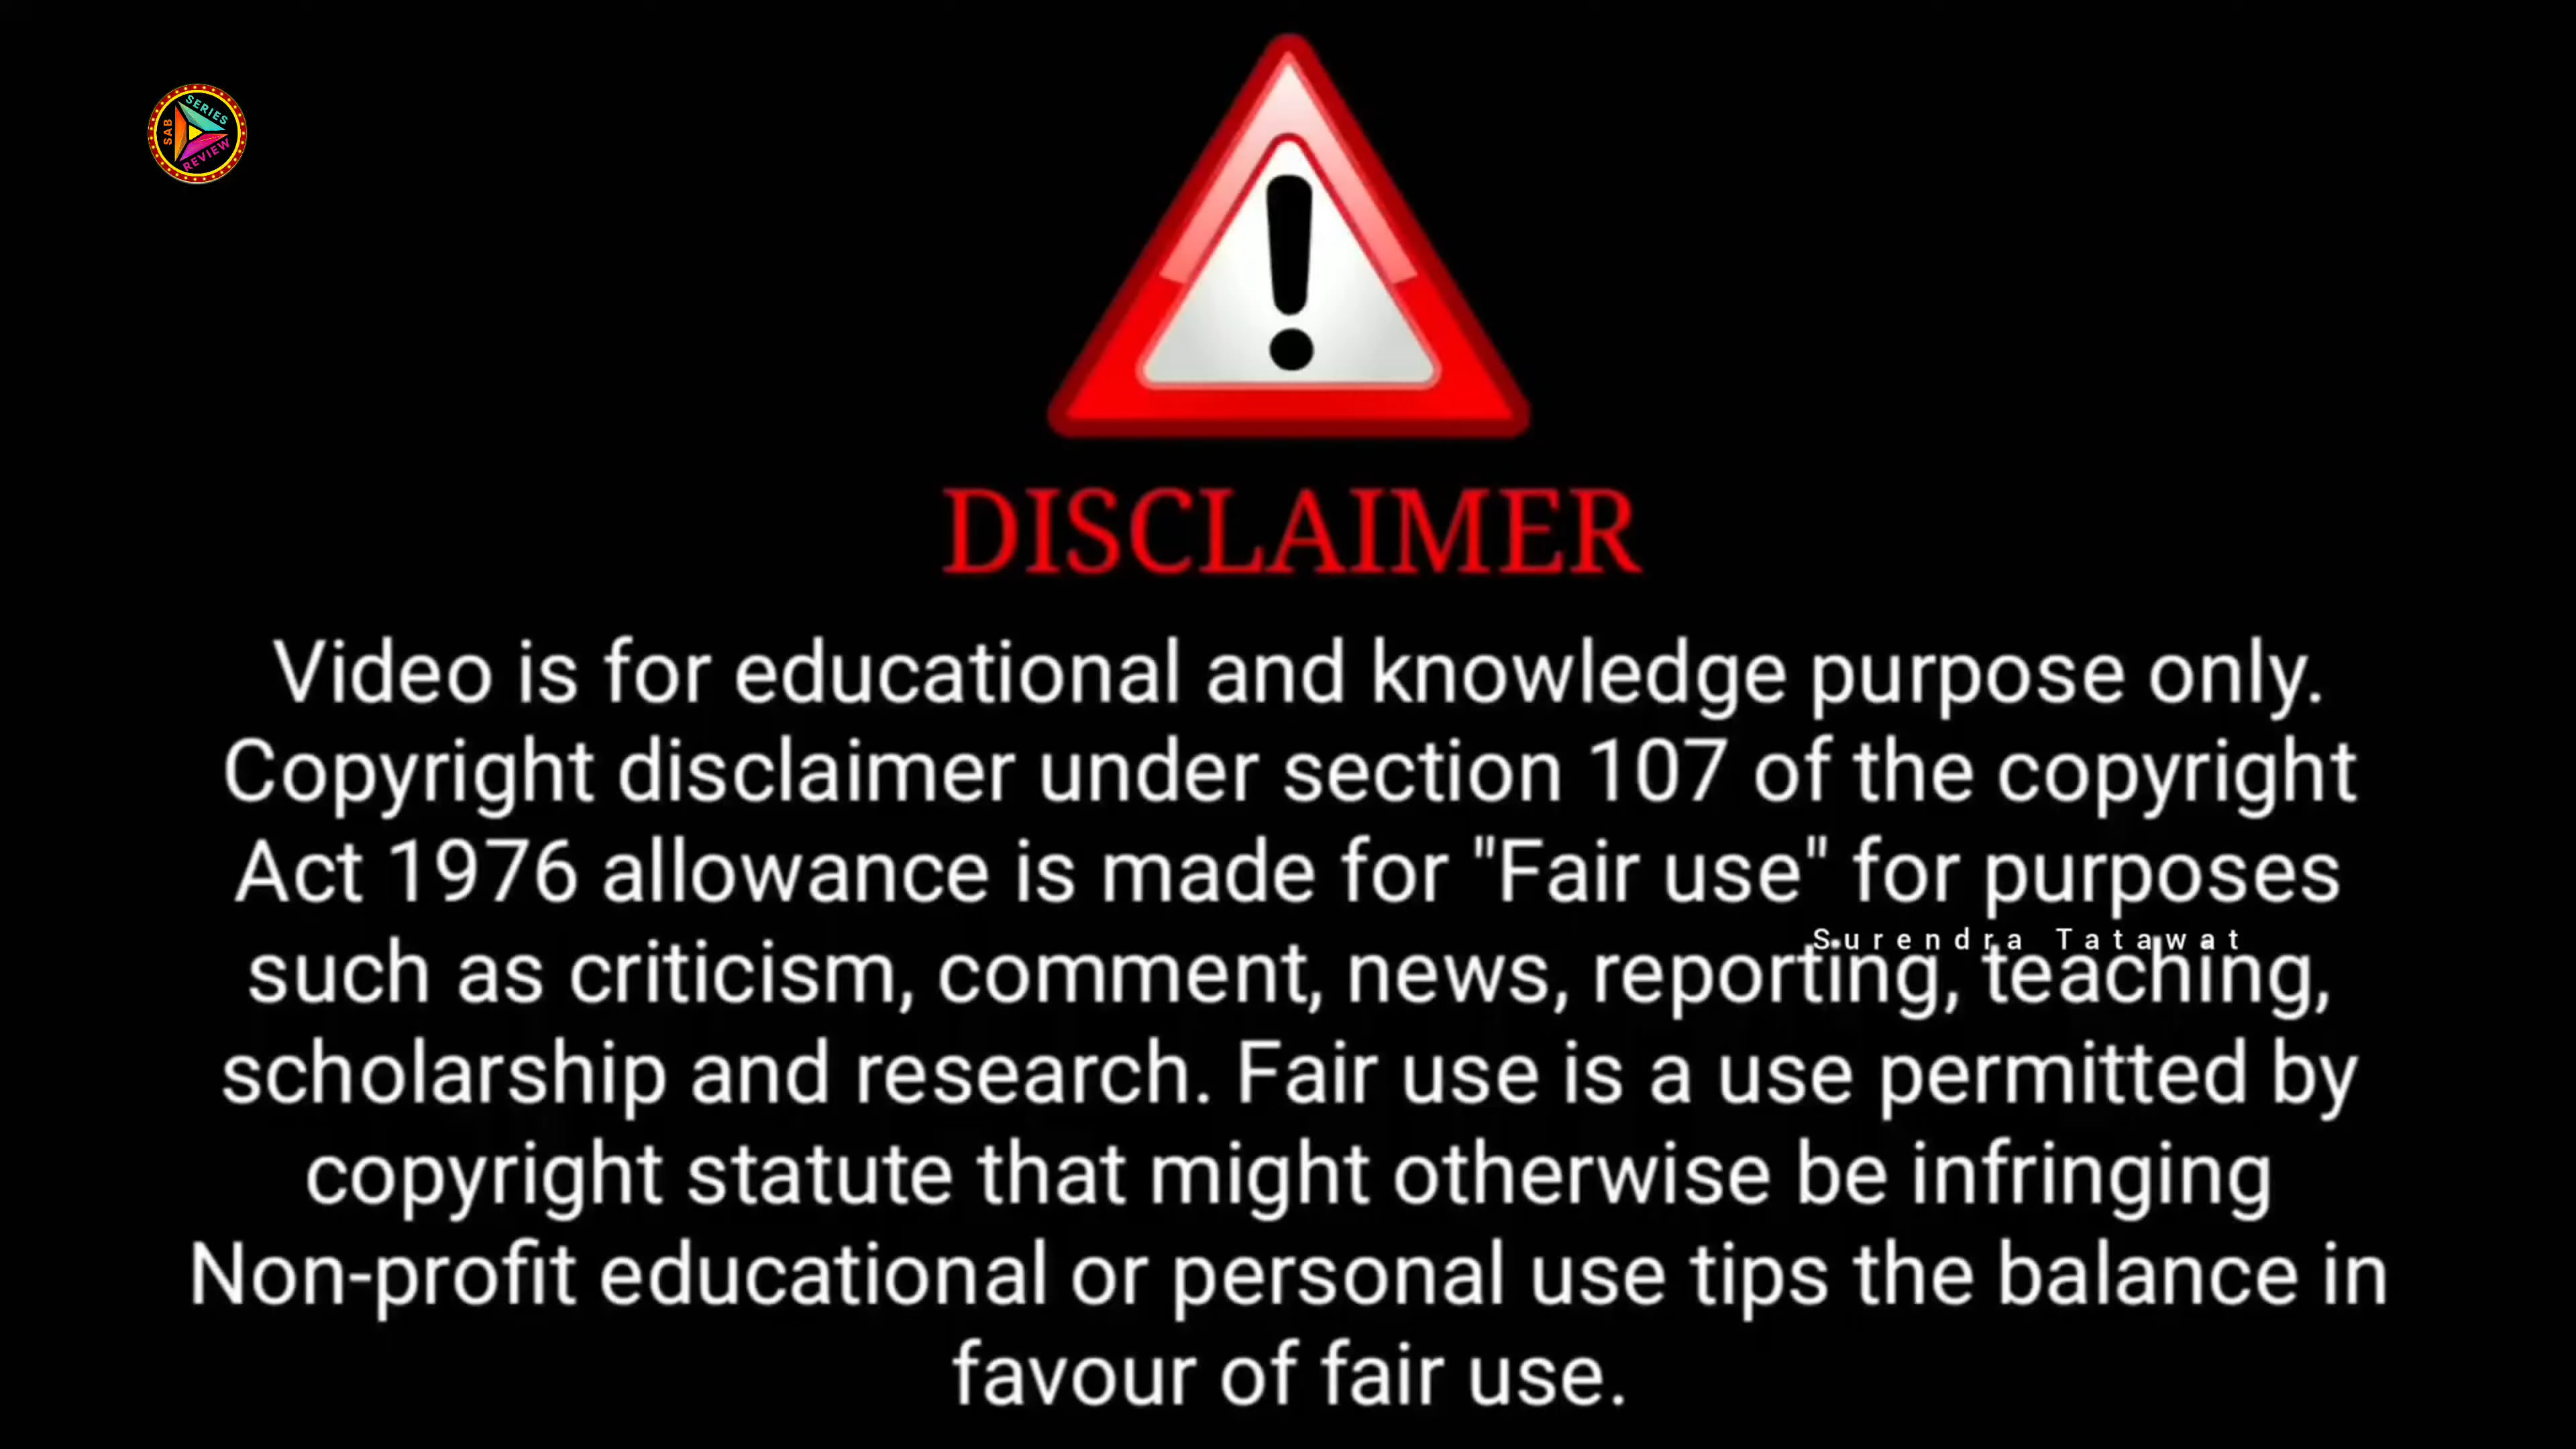 SAB SERIES REVIEW
DISCLAIMER
Video is for educational and knowledge purpose only.
Copyright disclaimer under section 107 of the copyright
Act 1976 allowance is made for "Fair use" for purposes
Surendra Tatawat
such as criticism, comment, news, reporting, teaching,
scholarship and research. Fair use is a use permitted by
copyright statute that might otherwise be infringing
Non-profit educational or personal use tips the balance in
favour of fair use.